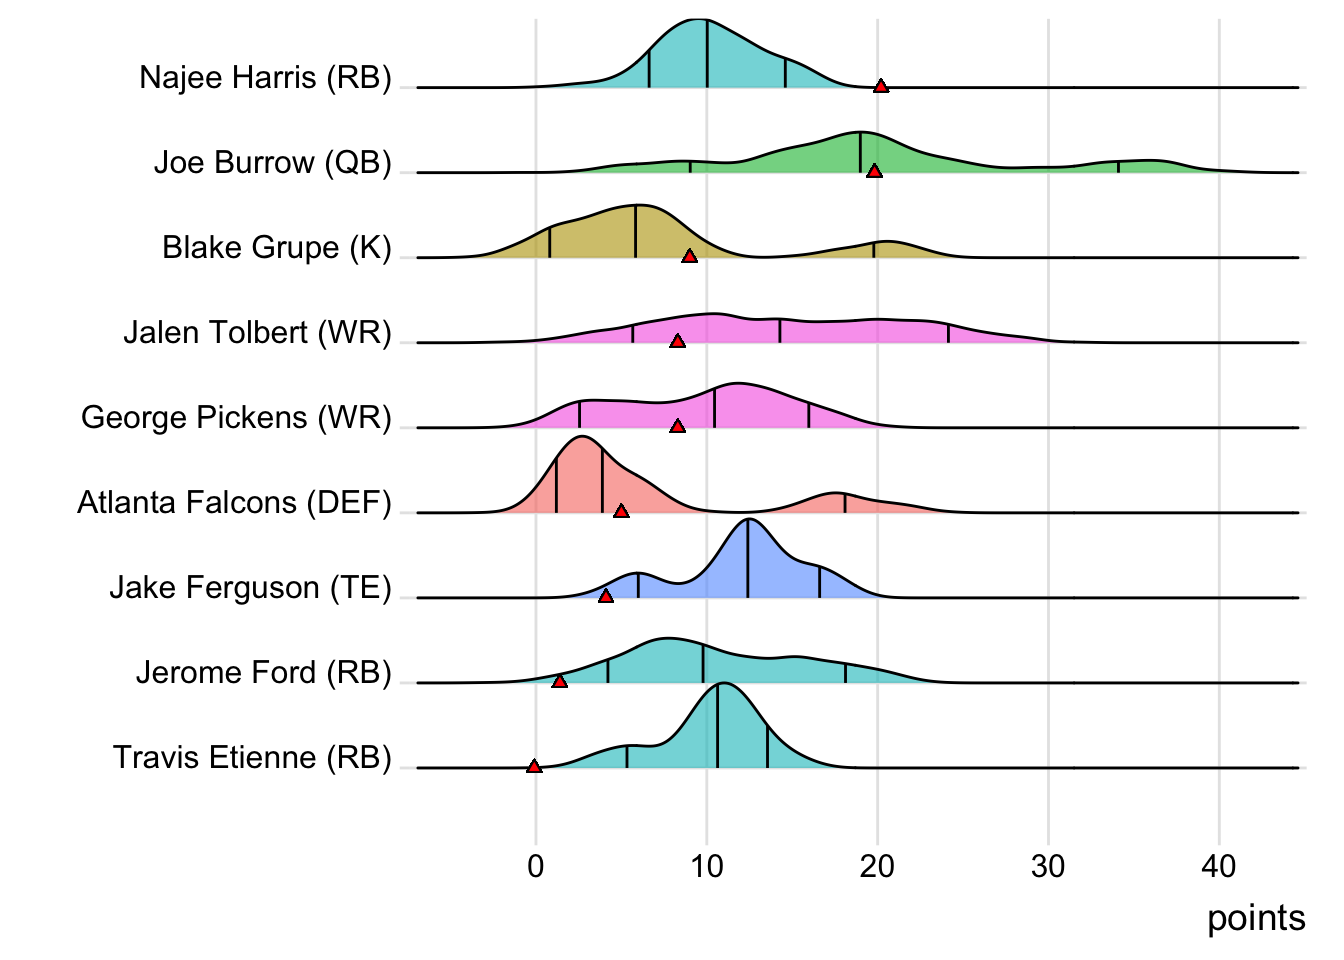 Najee Harris (RB)
Joe Burrow (QB)
Blake Grupe (K)
Jalen Tolbert (WR)
George Pickens (WR)
Atlanta Falcons (DEF)
Jake Ferguson (TE)
Jerome Ford (RB)
Travis Etienne (RB)
0 10 20 30 40
points